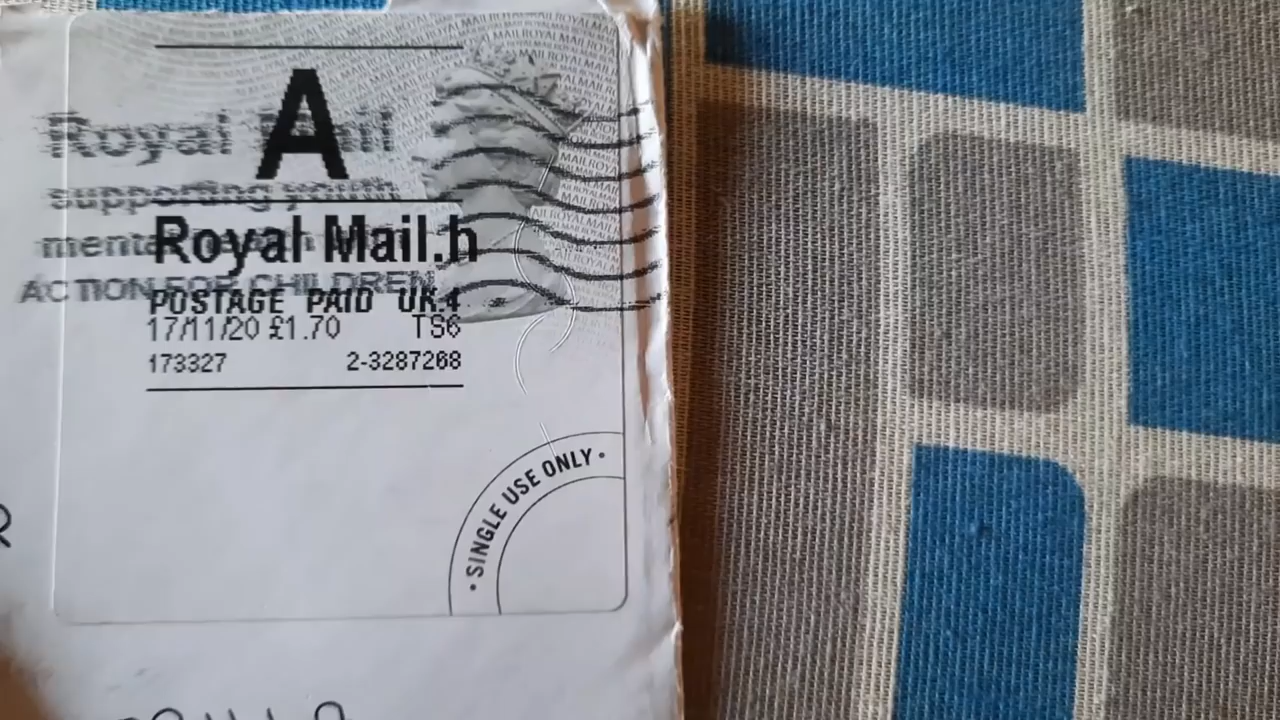 A
Royal Mail
supporting youth
Royal Mail.h
ACTION FOR CHILDREN
POSTAGE PAID UK.4
17/11/20 £1.70 TS6
173327 2-3287268
• SINGLE USE ONLY •